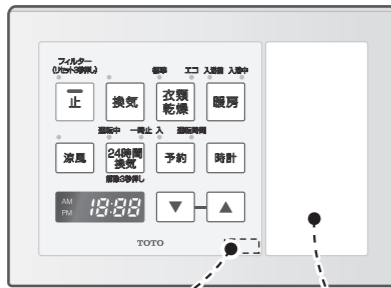 フィルター
(リセット3秒押し)
標準 エコ 入浴前 入浴中
止 換気 衣類乾燥 暖房
運転中 一時止 入 運転時間
涼風 24時間換気 予約 時計
解除3秒押し
AM
PM 18:88
▼ ▲
TOTO